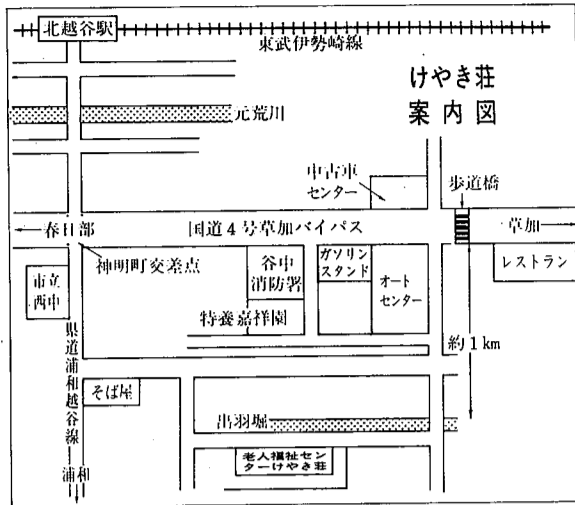 北越谷駅
東武伊勢崎線
けやき荘
案内図
元荒川
中古車
センター
歩道橋
春日部
国道4号草加バイパス
草加
神明町交差点
市立
西中
谷中
消防署
ガソリン
スタンド
オート
センター
レストラン
特養嘉祥園
県道浦和越谷線
約1km
そば屋
出羽堀
老人福祉セン
ターけやき荘
浦和